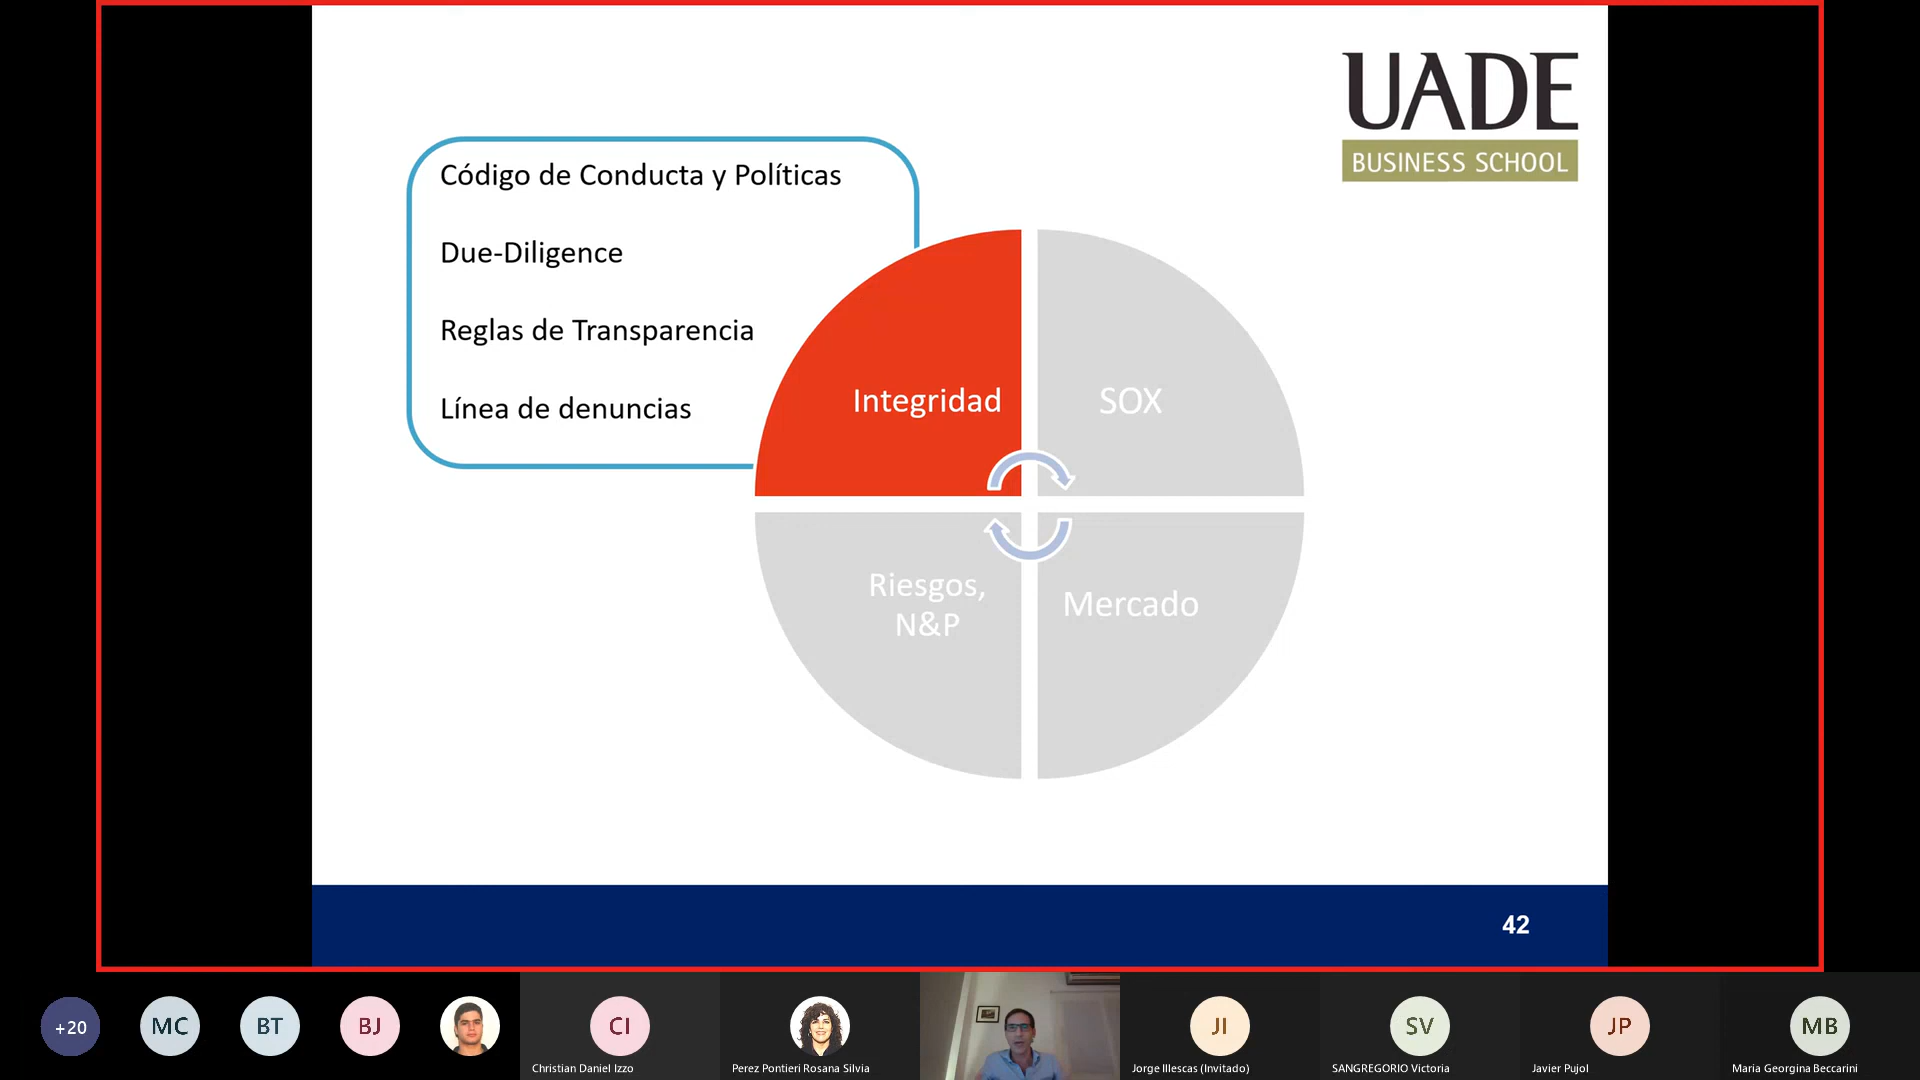 UADE
BUSINESS SCHOOL
Código de Conducta y Políticas
Due-Diligence
Reglas de Transparencia
Línea de denuncias
Integridad
SOX
Riesgos,
N&P
Mercado
42
+20
MC
BT
BJ
CI
JI
SV
JP
MB
Christian Daniel Izzo
Perez Pontieri Rosana Silvia
Jorge Illescas (Invitado)
SANGREGORIO Victoria
Javier Pujol
Maria Georgina Beccarini